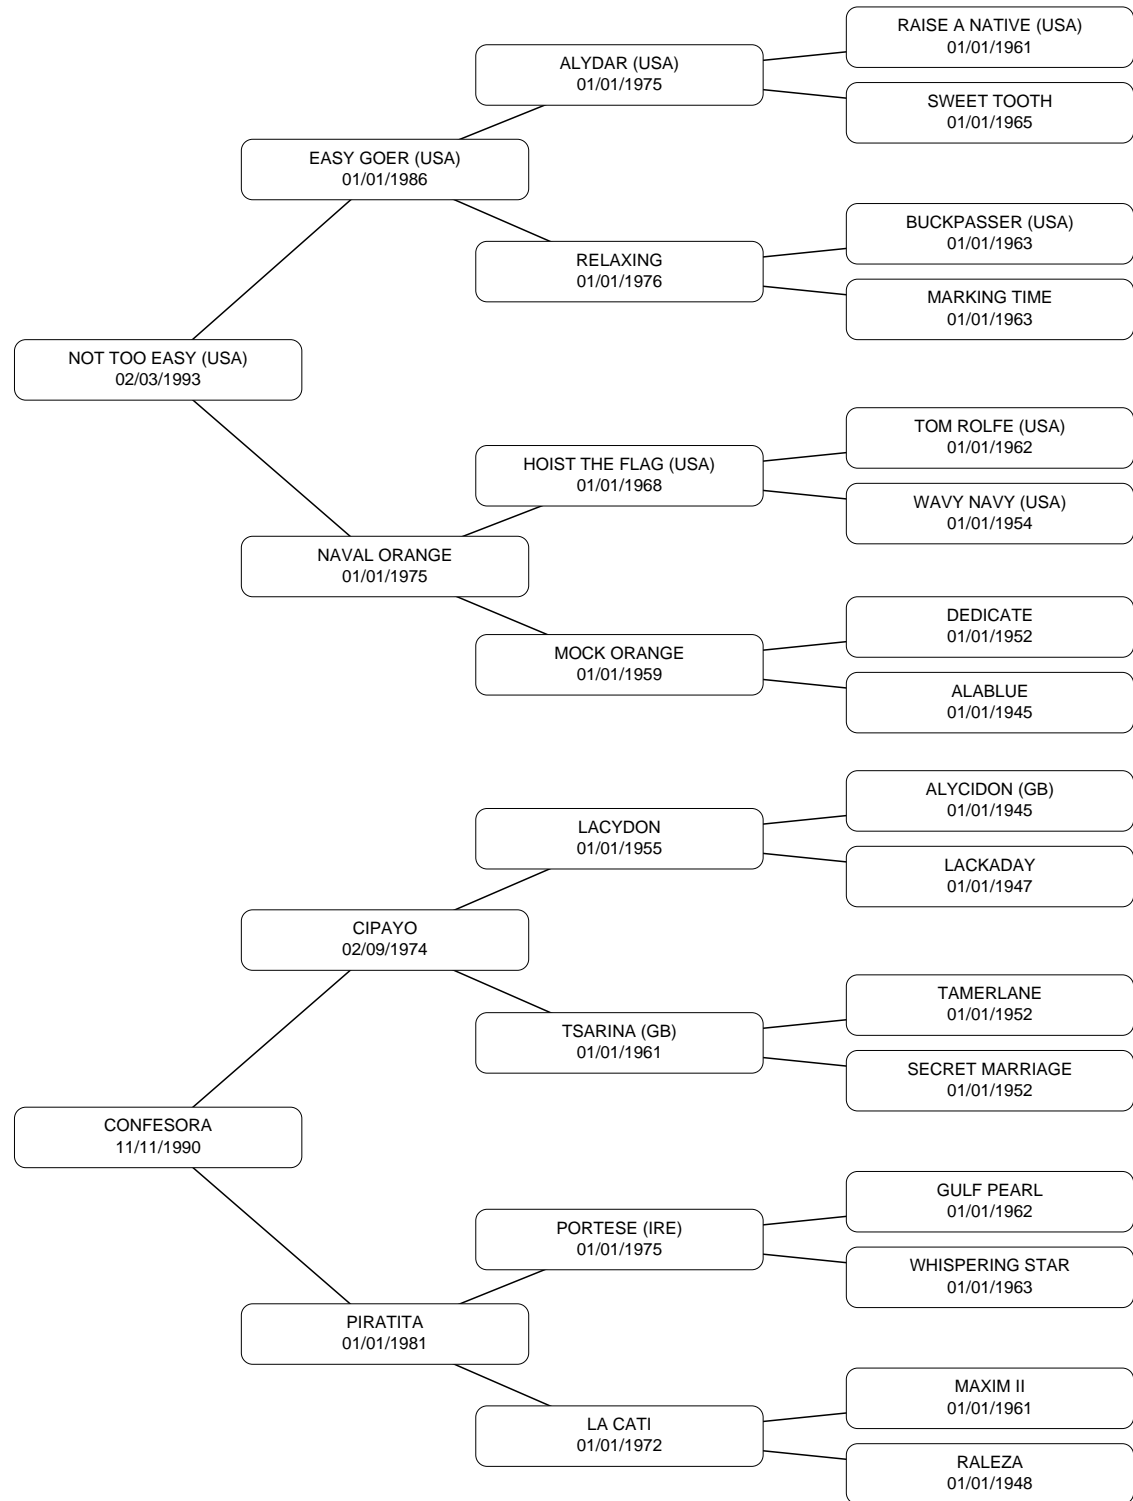 RAISE A NATIVE (USA)
01/01/1961
ALYDAR (USA)
01/01/1975
SWEET TOOTH
01/01/1965
EASY GOER (USA)
01/01/1986
BUCKPASSER (USA)
01/01/1963
RELAXING
01/01/1976
MARKING TIME
01/01/1963
NOT TOO EASY (USA)
02/03/1993
TOM ROLFE (USA)
01/01/1962
HOIST THE FLAG (USA)
01/01/1968
WAVY NAVY (USA)
01/01/1954
NAVAL ORANGE
01/01/1975
DEDICATE
01/01/1952
MOCK ORANGE
01/01/1959
ALABLUE
01/01/1945
ALYCIDON (GB)
01/01/1945
LACYDON
01/01/1955
LACKADAY
01/01/1947
CIPAYO
02/09/1974
TAMERLANE
01/01/1952
TSARINA (GB)
01/01/1961
SECRET MARRIAGE
01/01/1952
CONFESORA
11/11/1990
GULF PEARL
01/01/1962
PORTESE (IRE)
01/01/1975
WHISPERING STAR
01/01/1963
PIRATITA
01/01/1981
MAXIM II
01/01/1961
LA CATI
01/01/1972
RALEZA
01/01/1948